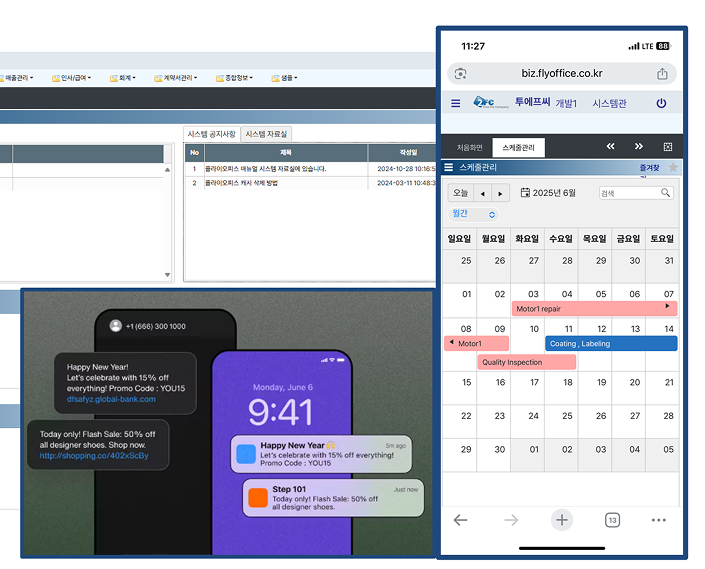 매출관리
인사/급여
회계
계약서관리
종합정보
샘플
시스템 공지사항
시스템 자료실
No
제목
작성일
1
플라이오피스 매뉴얼 시스템 자료실에 있습니다.
2024-10-28 10:16:5
2
플라이오피스 캐시 삭제 방법
2024-03-11 10:48:3
+1 (666) 300 1000
Happy New Year!
Let's celebrate with 15% off
everything! Promo Code : YOU15
dfsafyz.global-bank.com
Today only! Flash Sale: 50% off
all designer shoes. Shop now.
http://shopping.co/402xScBy
Monday, June 6
9:41
Happy New Year🙌
5m ago
Let's celebrate with 15% off everything!
Promo Code : YOU15
Step 101
Just now
Today only! Flash Sale: 50% off
all designer shoes.
11:27
LTE 86
biz.flyoffice.co.kr
2FC
투에프씨 개발1 시스템관
처음화면
스케줄관리
스케줄관리
즐겨찾
오늘
2025년 6월
검색
월간
일요일 월요일 화요일 수요일 목요일 금요일 토요일
25 26 27 28 29 30 31
01 02 03 04 05 06 07
Motor1 repair
08 09 10 11 12 13 14
Motor1
Coating , Labeling
Quality Inspection
15 16 17 18 19 20 21
22 23 24 25 26 27 28
29 30 01 02 03 04 05
13